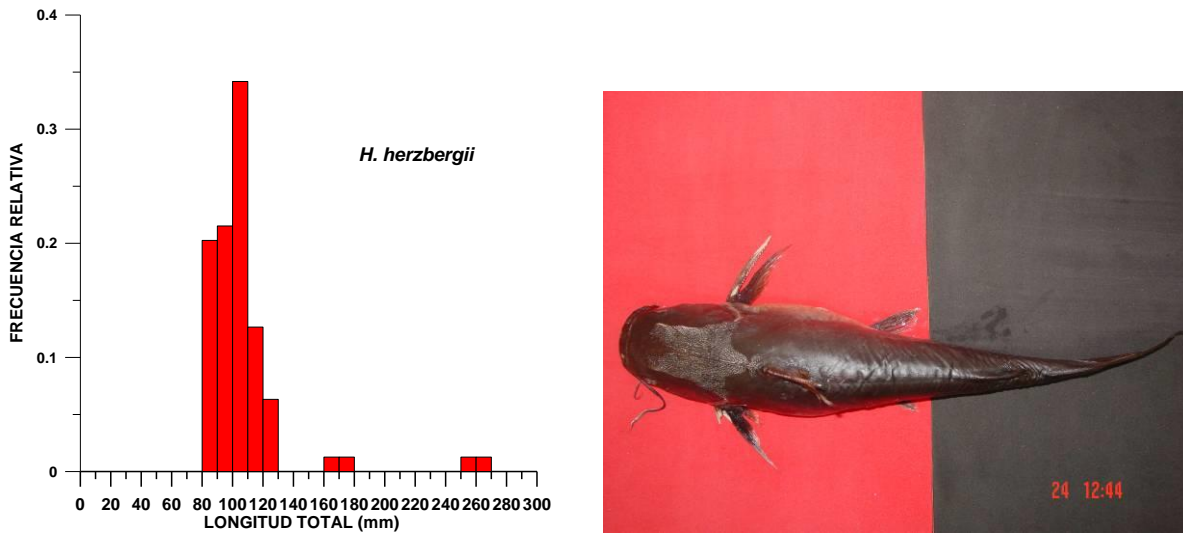 0.4
0.3
0.2
0.1
0
FRECUENCIA RELATIVA
H. herzbergii
0 20 40 60 80 100 120 140 160 180 200 220 240 260 280 300
LONGITUD TOTAL (mm)
24 12:44